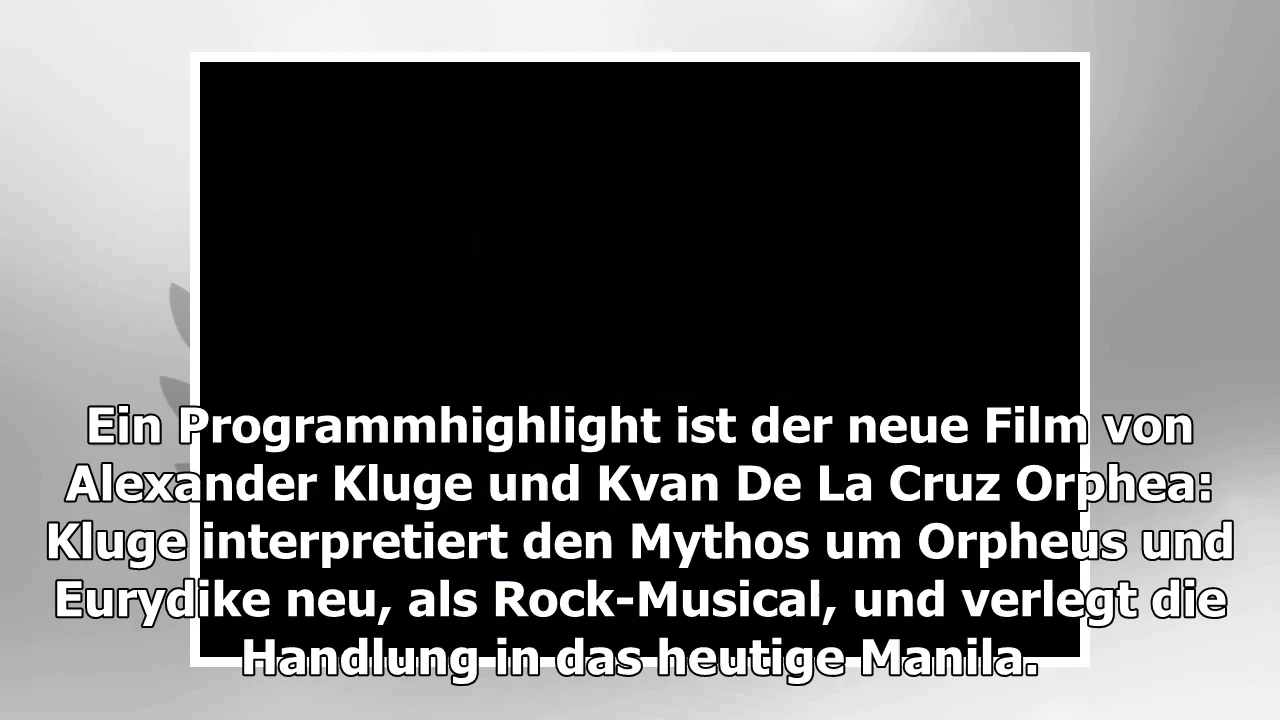 Ein Programmhighlight ist der neue Film von
Alexander Kluge und Kvan De La Cruz Orphea:
Kluge interpretiert den Mythos um Orpheus und
Eurydike neu, als Rock-Musical, und verlegt die
Handlung in das heutige Manila.